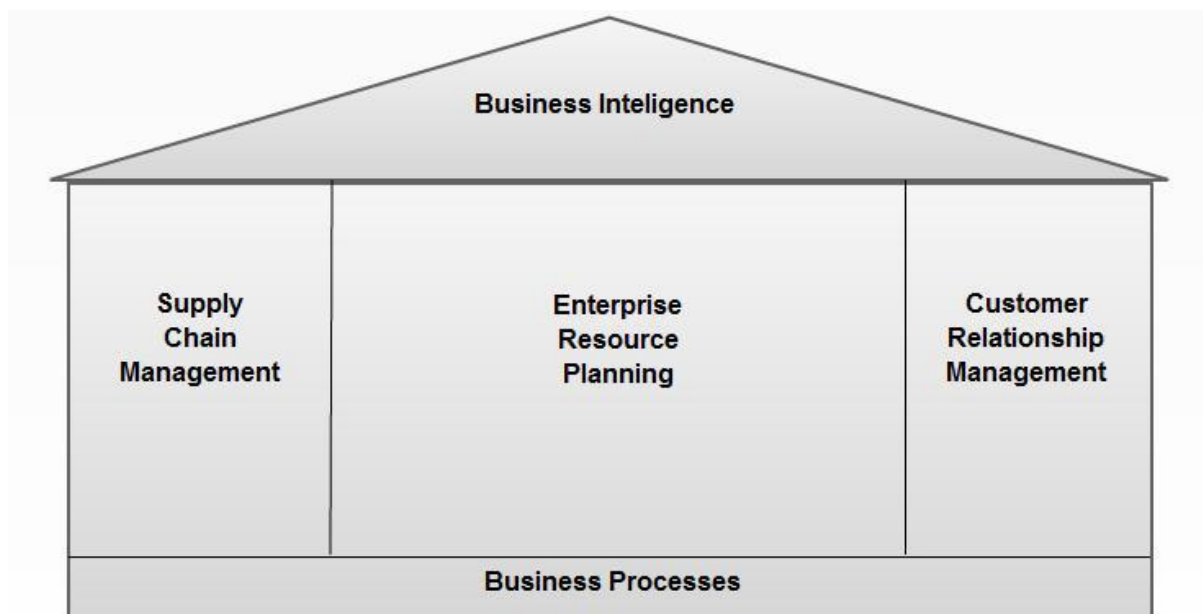 Business Inteligence
Supply
Chain
Management
Enterprise
Resource
Planning
Customer
Relationship
Management
Business Processes